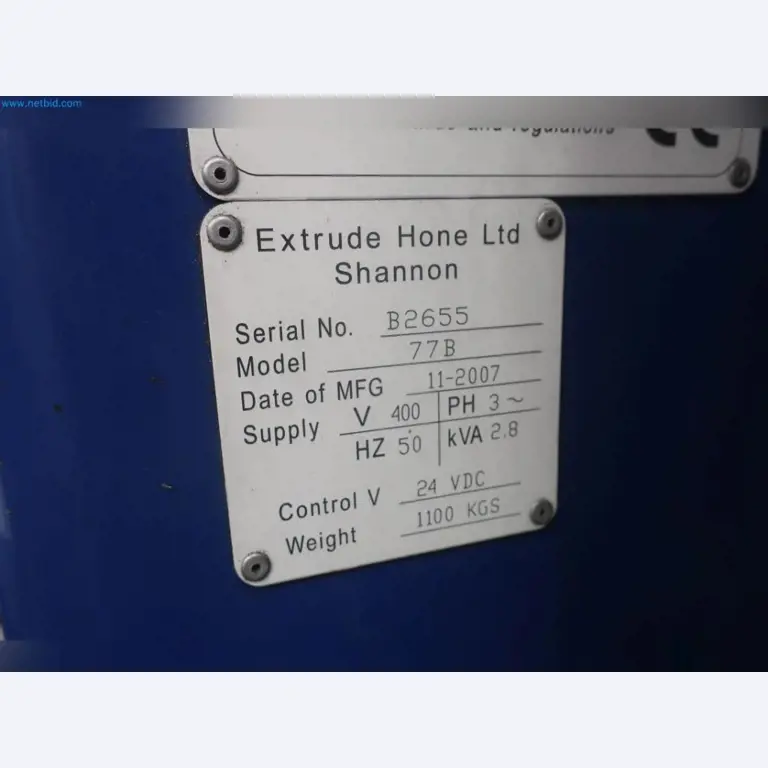 www.netbid.com
and regulations
CE
Extrude Hone Ltd
Shannon
Serial No. B2655
Model 77B
Date of MFG 11-2007
Supply V 400 PH 3 ~
HZ 50 kVA 2.8
Control V 24 VDC
Weight 1100 KGS